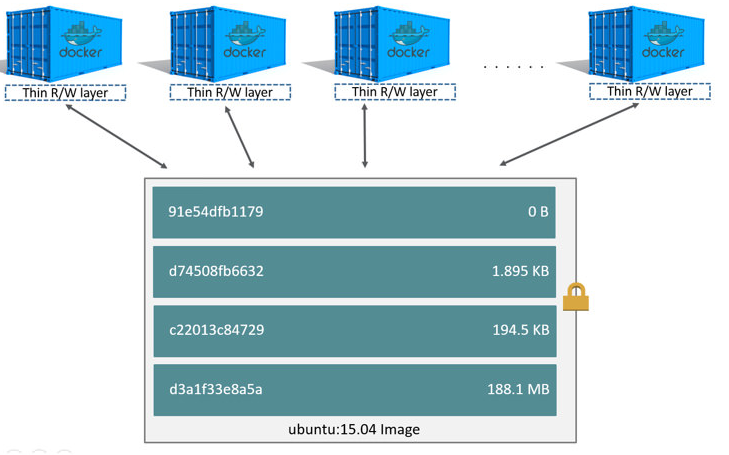 docker docker docker docker
Thin R/W layer Thin R/W layer Thin R/W layer . . . . . . Thin R/W layer
91e54dfb1179 0 B
d74508fb6632 1.895 KB
c22013c84729 194.5 KB
d3a1f33e8a5a 188.1 MB
ubuntu:15.04 Image